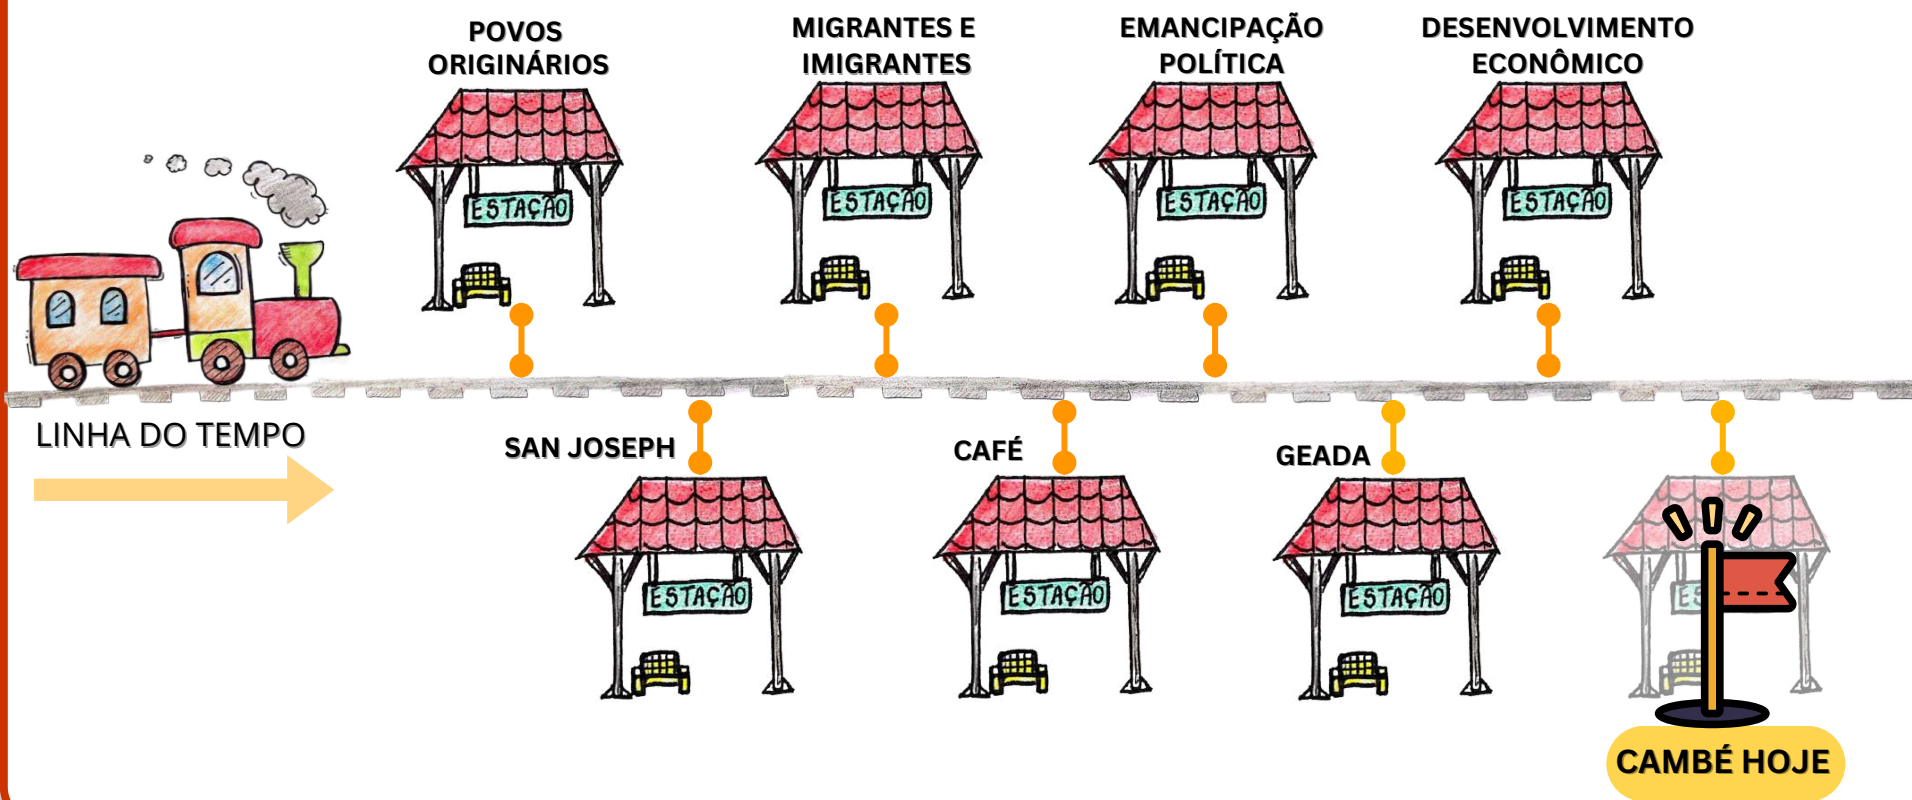 POVOS
ORIGINÁRIOS
MIGRANTES E
IMIGRANTES
EMANCIPAÇÃO
POLÍTICA
DESENVOLVIMENTO
ECONÔMICO
ESTAÇÃO
ESTAÇÃO
ESTAÇÃO
ESTAÇÃO
LINHA DO TEMPO
SAN JOSEPH
CAFÉ
GEADA
ESTAÇÃO
ESTAÇÃO
ESTAÇÃO
ES
CAMBÉ HOJE